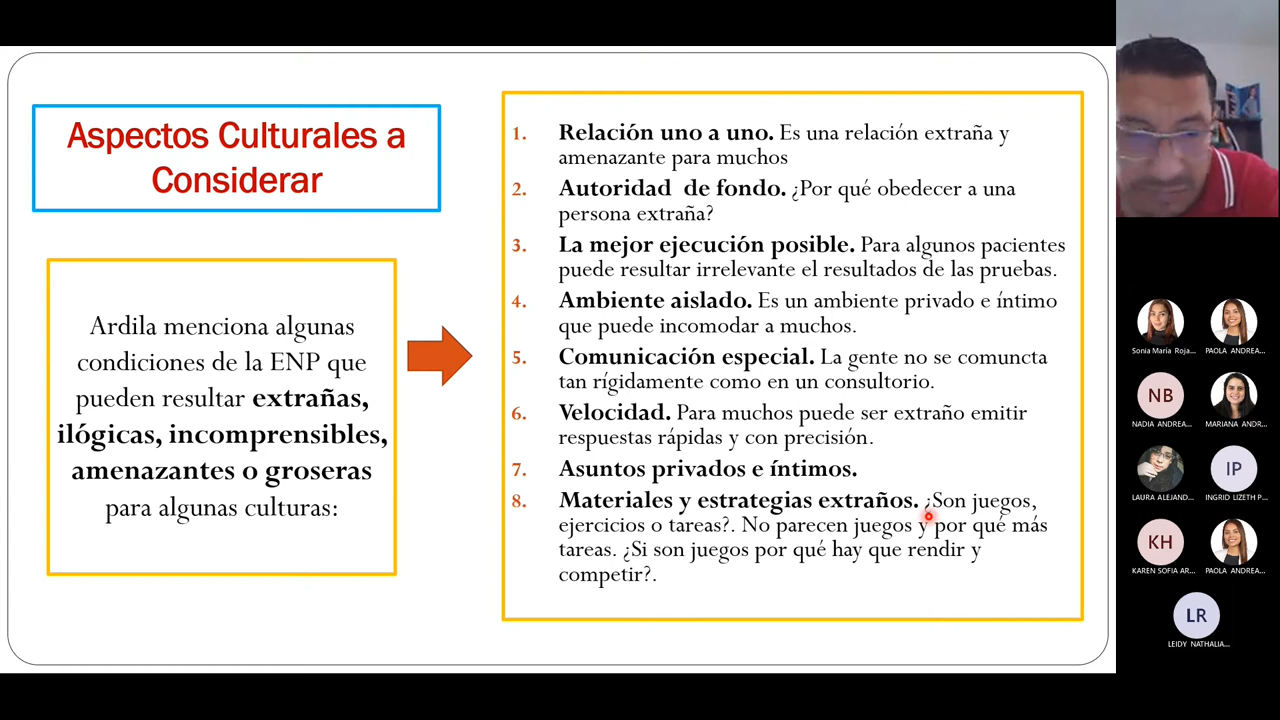 Aspectos Culturales a
Considerar
Ardila menciona algunas
condiciones de la ENP que
pueden resultar extrañas,
ilógicas, incomprensibles,
amenazantes o groseras
para algunas culturas:
1. Relación uno a uno. Es una relación extraña y
amenazante para muchos
2. Autoridad de fondo. ¿Por qué obedecer a una
persona extraña?
3. La mejor ejecución posible. Para algunos pacientes
puede resultar irrelevante el resultados de las pruebas.
4. Ambiente aislado. Es un ambiente privado e íntimo
que puede incomodar a muchos.
5. Comunicación especial. La gente no se comuncta
tan rígidamente como en un consultorio.
6. Velocidad. Para muchos puede ser extraño emitir
respuestas rápidas y con precisión.
7. Asuntos privados e íntimos.
8. Materiales y estrategias extraños. ¿Son juegos,
ejercicios o tareas?. No parecen juegos y por qué más
tareas. ¿Si son juegos por qué hay que rendir y
competir?.
Sonia María Roja...
PAOLA ANDREA...
NB
NADIA ANDREA...
MARIANA ANDR...
LAURA ALEJAND...
IP
INGRID LIZETH P...
KH
KAREN SOFIA AR...
PAOLA ANDREA...
LR
LEIDY NATHALIA...